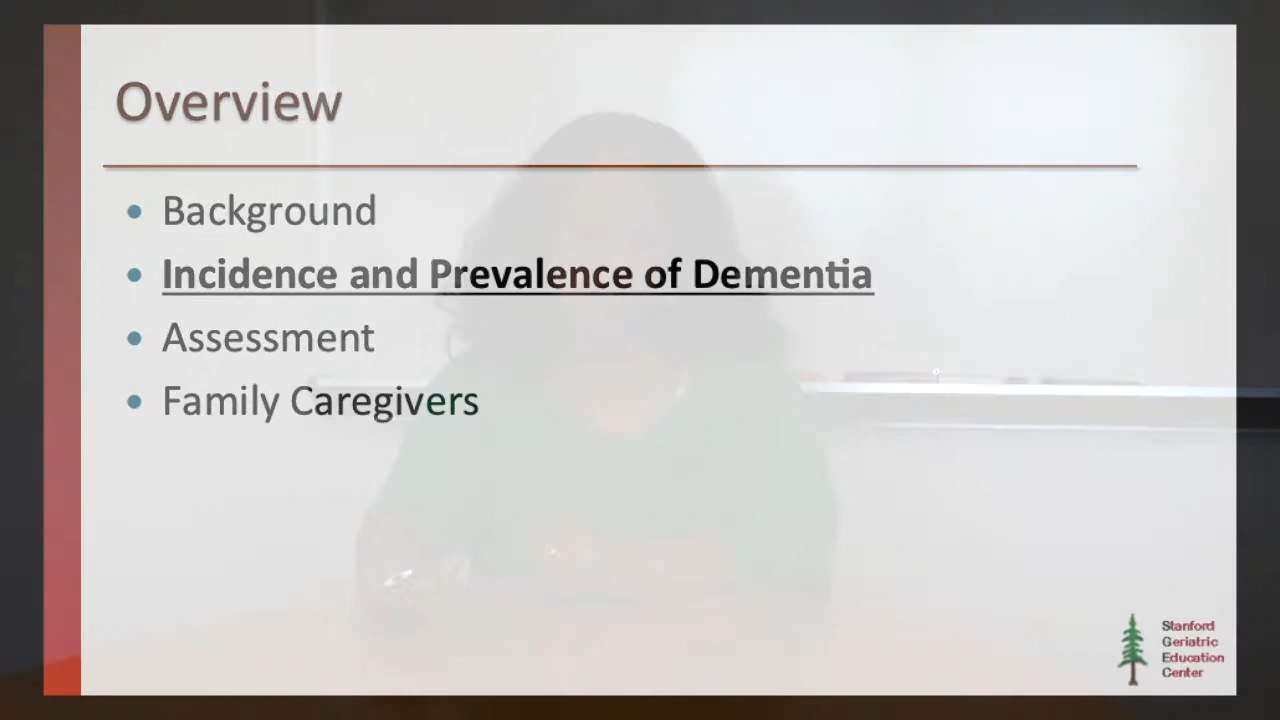 Overview
• Background
• Incidence and Prevalence of Dementia
• Assessment
• Family Caregivers
Stanford
Geriatric
Education
Center